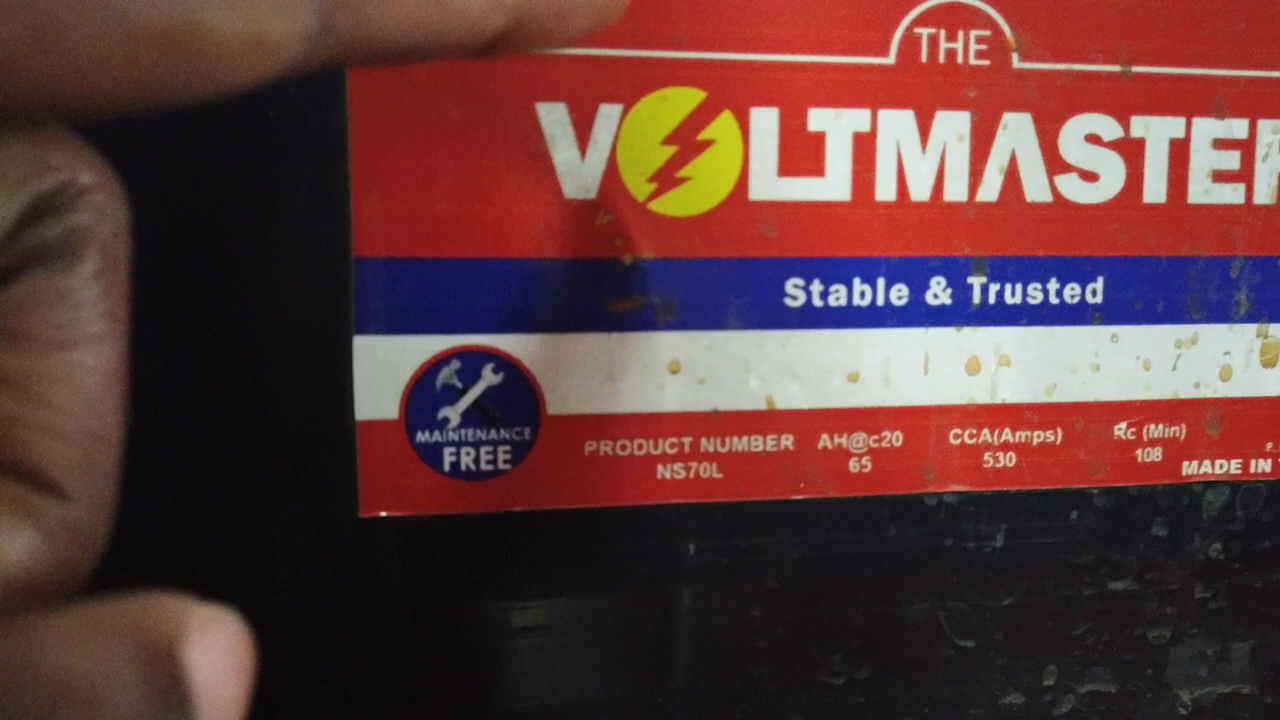 THE
VOLTMASTER
Stable & Trusted
MAINTENANCE
FREE
PRODUCT NUMBER AH@c20 CCA(Amps) Rc (Min)
NS70L 65 530 108
MADE IN